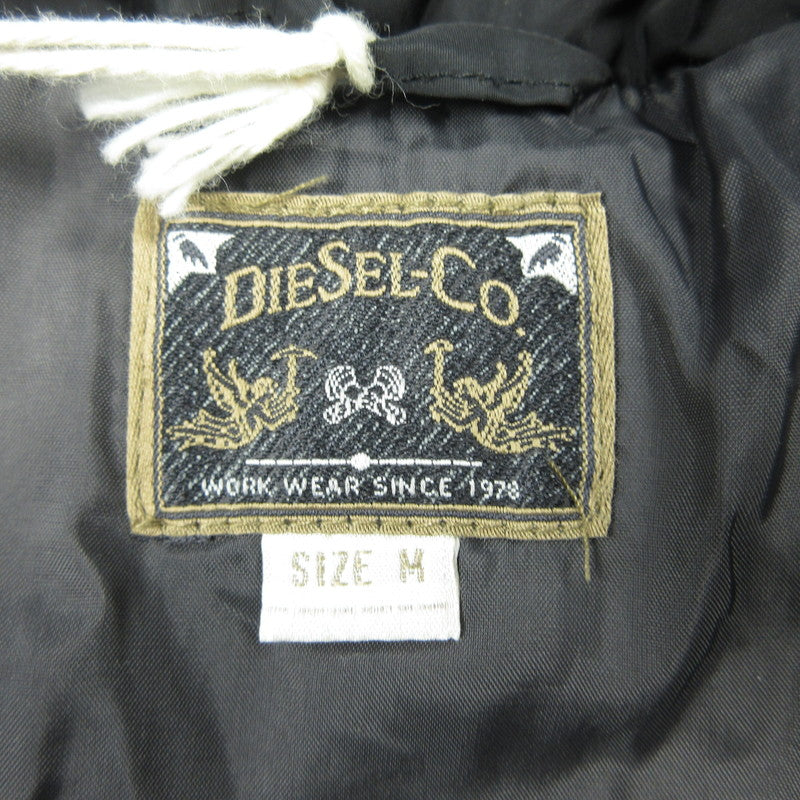 DIESEL-CO.
WORK WEAR SINCE 1978
SIZE M